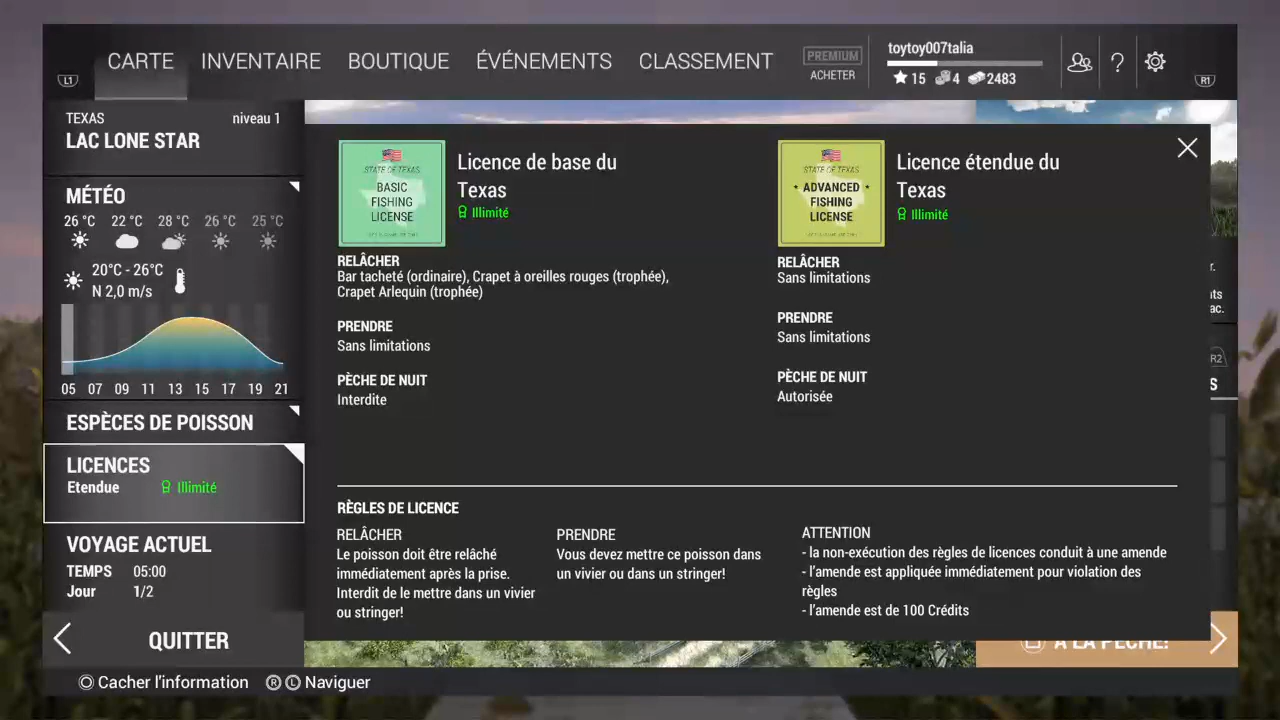 L1
CARTE INVENTAIRE BOUTIQUE ÉVÉNEMENTS CLASSEMENT
PREMIUM
ACHETER
toytoy007talia
15 4 2483
?
R1
TEXAS niveau 1
LAC LONE STAR
MÉTÉO
26 °C 22 °C 28 °C 26 °C 25 °C
20°C - 26°C
N 2,0 m/s
05 07 09 11 13 15 17 19 21
ESPÈCES DE POISSON
LICENCES
Etendue Illimité
VOYAGE ACTUEL
TEMPS 05:00
Jour 1/2
QUITTER
STATE OF TEXAS
BASIC
FISHING
LICENSE
Licence de base du
Texas
Illimité
RELÂCHER
Bar tacheté (ordinaire), Crapet à oreilles rouges (trophée),
Crapet Arlequin (trophée)
PRENDRE
Sans limitations
PÈCHE DE NUIT
Interdite
STATE OF TEXAS
* ADVANCED *
FISHING
LICENSE
Licence étendue du
Texas
Illimité
RELÂCHER
Sans limitations
PRENDRE
Sans limitations
PÈCHE DE NUIT
Autorisée
RÈGLES DE LICENCE
RELÂCHER
Le poisson doit être relâché
immédiatement après la prise.
Interdit de le mettre dans un vivier
ou stringer!
PRENDRE
Vous devez mettre ce poisson dans
un vivier ou dans un stringer!
ATTENTION
- la non-exécution des règles de licences conduit à une amende
- l'amende est appliquée immédiatement pour violation des
règles
- l'amende est de 100 Crédits
r.
nts
ac.
R2
S
À LA PÊCHE!
Cacher l'information R L Naviguer